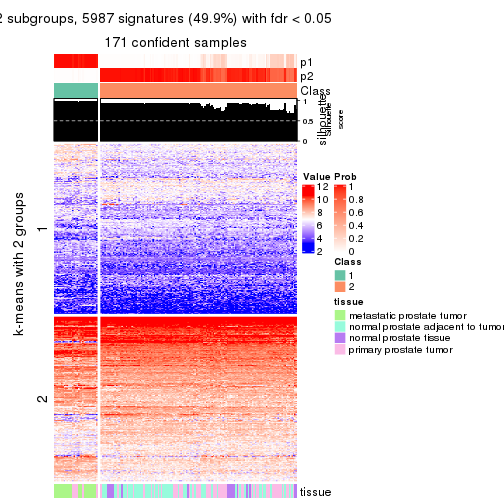 2 subgroups, 5987 signatures (49.9%) with fdr < 0.05
171 confident samples
p1
p2
Class
silhouette
1
0.5
0
Silhouette
score
k-means with 2 groups
1
2
Value
12
10
8
6
4
2
Prob
1
0.8
0.6
0.4
0.2
0
Class
1
2
tissue
metastatic prostate tumor
normal prostate adjacent to tumor
normal prostate tissue
primary prostate tumor
tissue